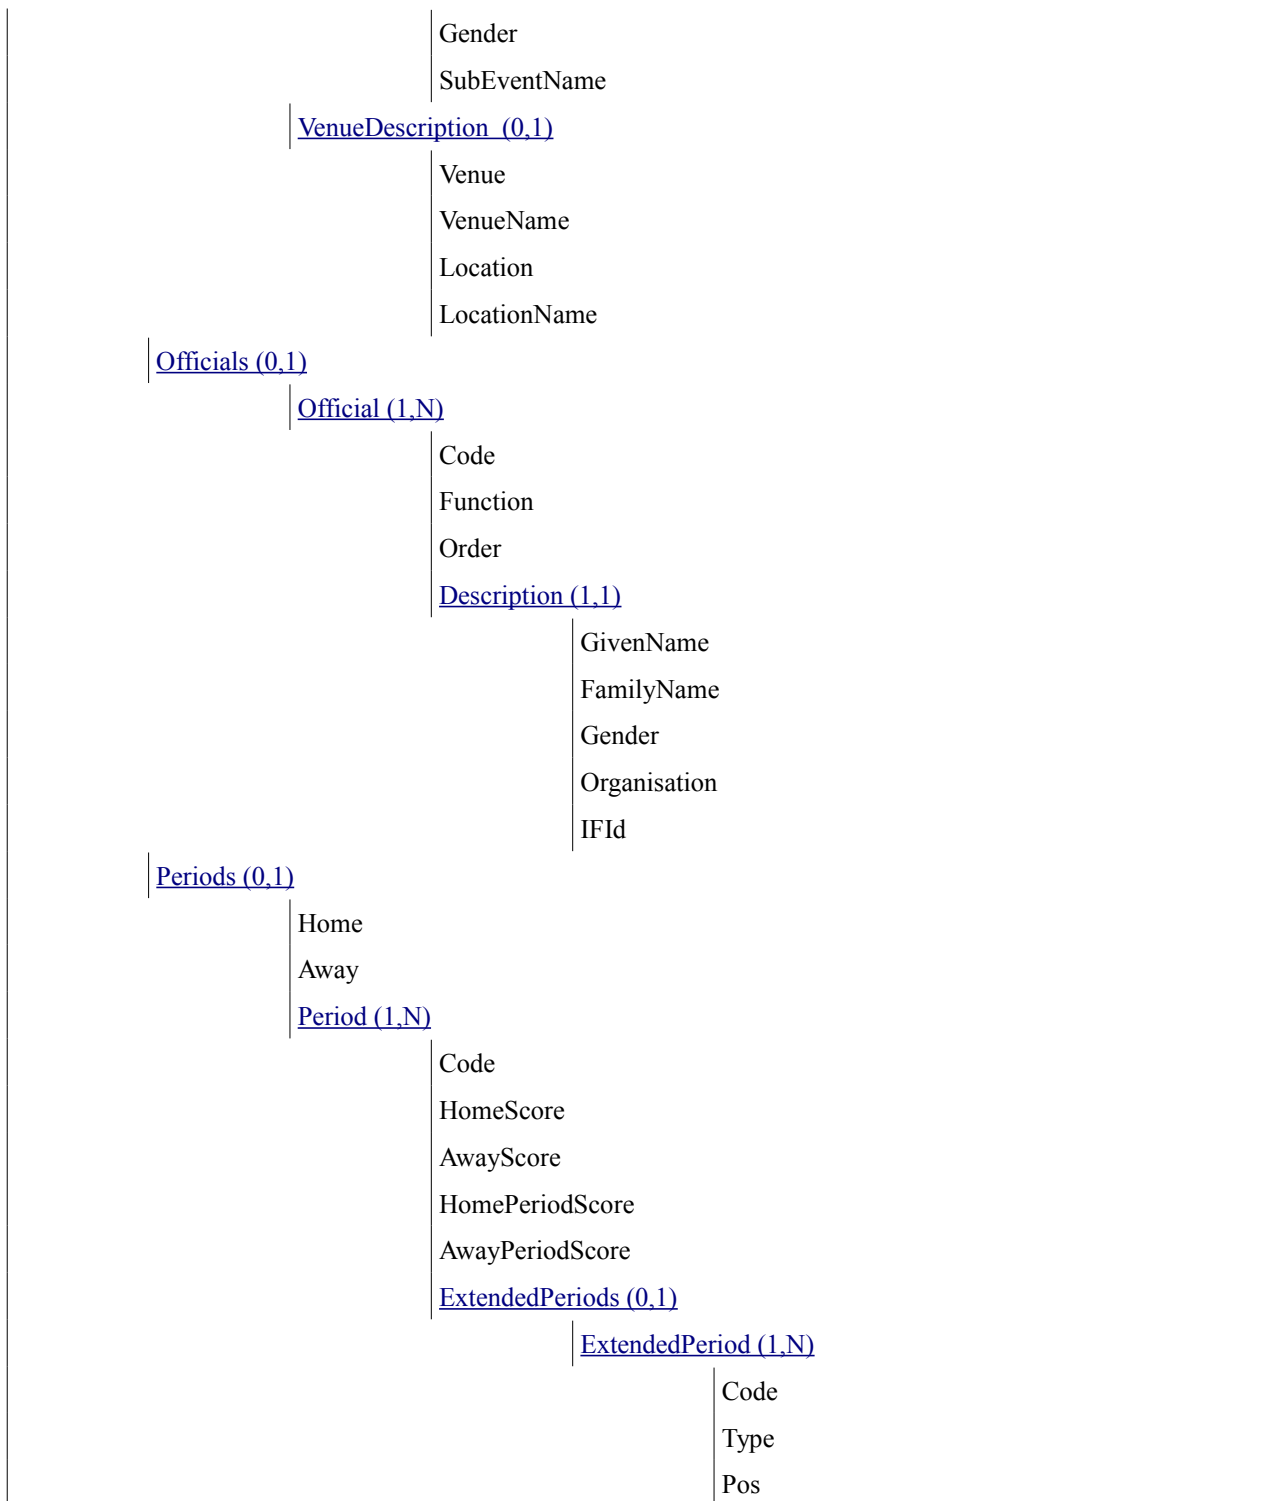 Gender
SubEventName
VenueDescription  (0,1)
Venue
VenueName
Location
LocationName
Officials (0,1)
Official (1,N)
Code
Function
Order
Description (1,1)
GivenName
FamilyName
Gender
Organisation
IFId
Periods (0,1)
Home
Away
Period (1,N)
Code
HomeScore
AwayScore
HomePeriodScore
AwayPeriodScore
ExtendedPeriods (0,1)
ExtendedPeriod (1,N)
Code
Type
Pos